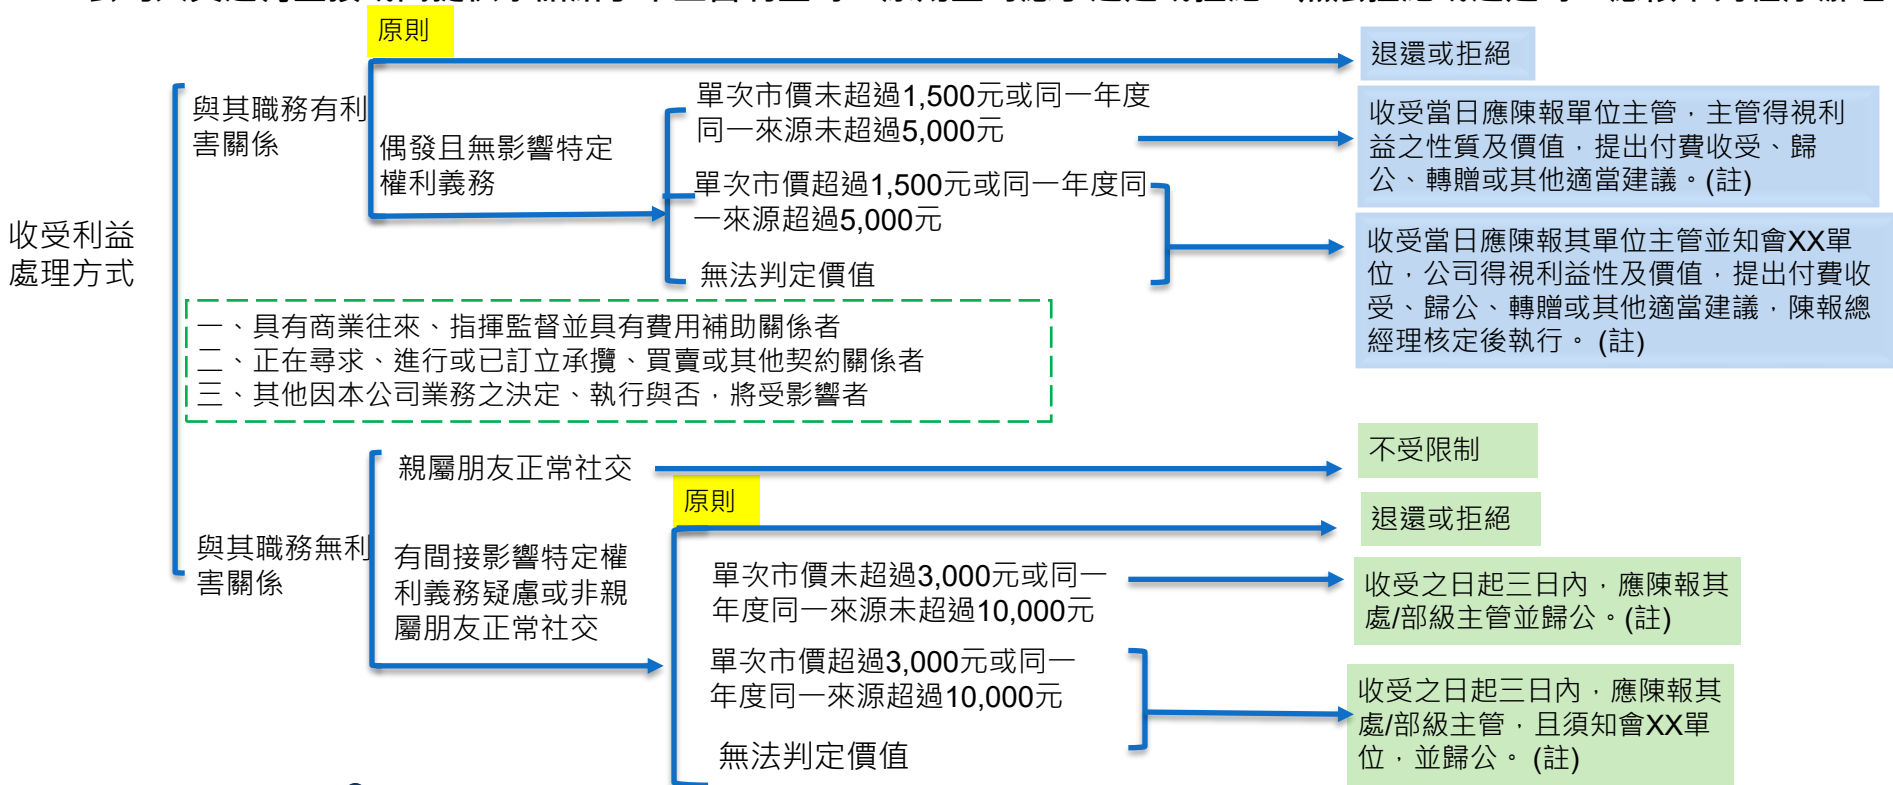 原則
退還或拒絕
與其職務有利
害關係
單次市價未超過1,500元或同一年度
同一來源未超過5,000元
收受當日應陳報單位主管，主管得視利
益之性質及價值，提出付費收受、歸
公、轉贈或其他適當建議。(註)
偶發且無影響特定
權利義務
單次市價超過1,500元或同一年度同
一來源超過5,000元
無法判定價值
收受當日應陳報其單位主管並知會XX單
位，公司得視利益性及價值，提出付費收
受、歸公、轉贈或其他適當建議，陳報總
經理核定後執行。(註)
收受利益
處理方式
一、具有商業往來、指揮監督並具有費用補助關係者
二、正在尋求、進行或已訂立承攬、買賣或其他契約關係者
三、其他因本公司業務之決定、執行與否，將受影響者
親屬朋友正常社交
不受限制
原則
退還或拒絕
與其職務無利
害關係
有間接影響特定權
利義務疑慮或非親
屬朋友正常社交
單次市價未超過3,000元或同一
年度同一來源未超過10,000元
收受之日起三日內，應陳報其
處/部級主管並歸公。(註)
單次市價超過3,000元或同一
年度同一來源超過10,000元
無法判定價值
收受之日起三日內，應陳報其
處/部級主管，且須知會XX單
位，並歸公。(註)